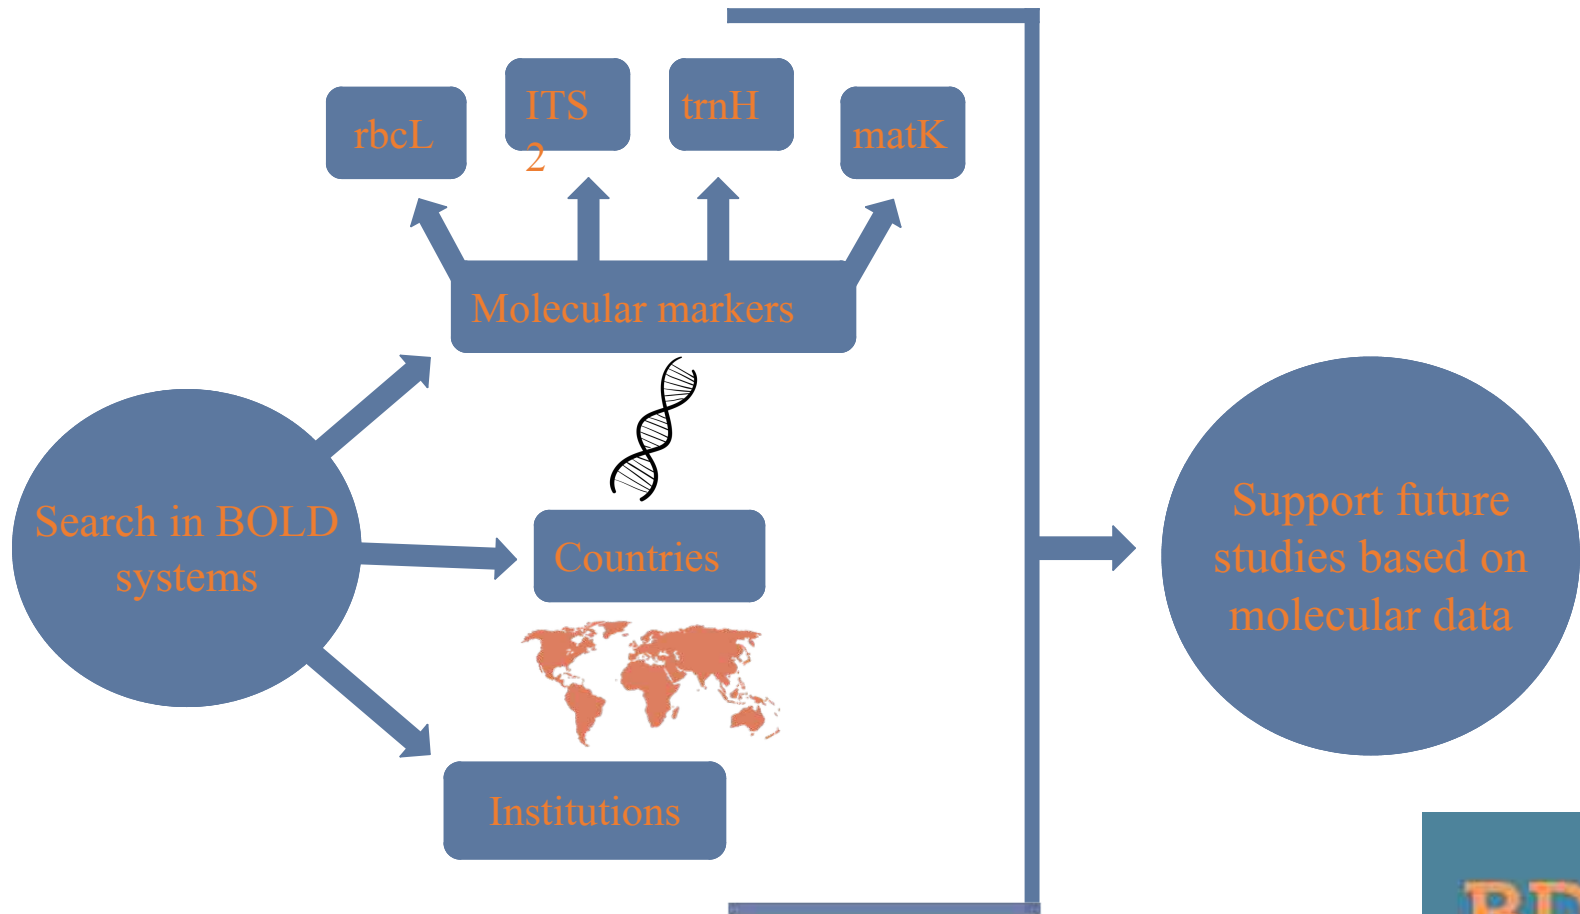 rbcL
ITS
2
trnH
matK
Molecular markers
Search in BOLD
systems
Countries
Institutions
Support future
studies based on
molecular data